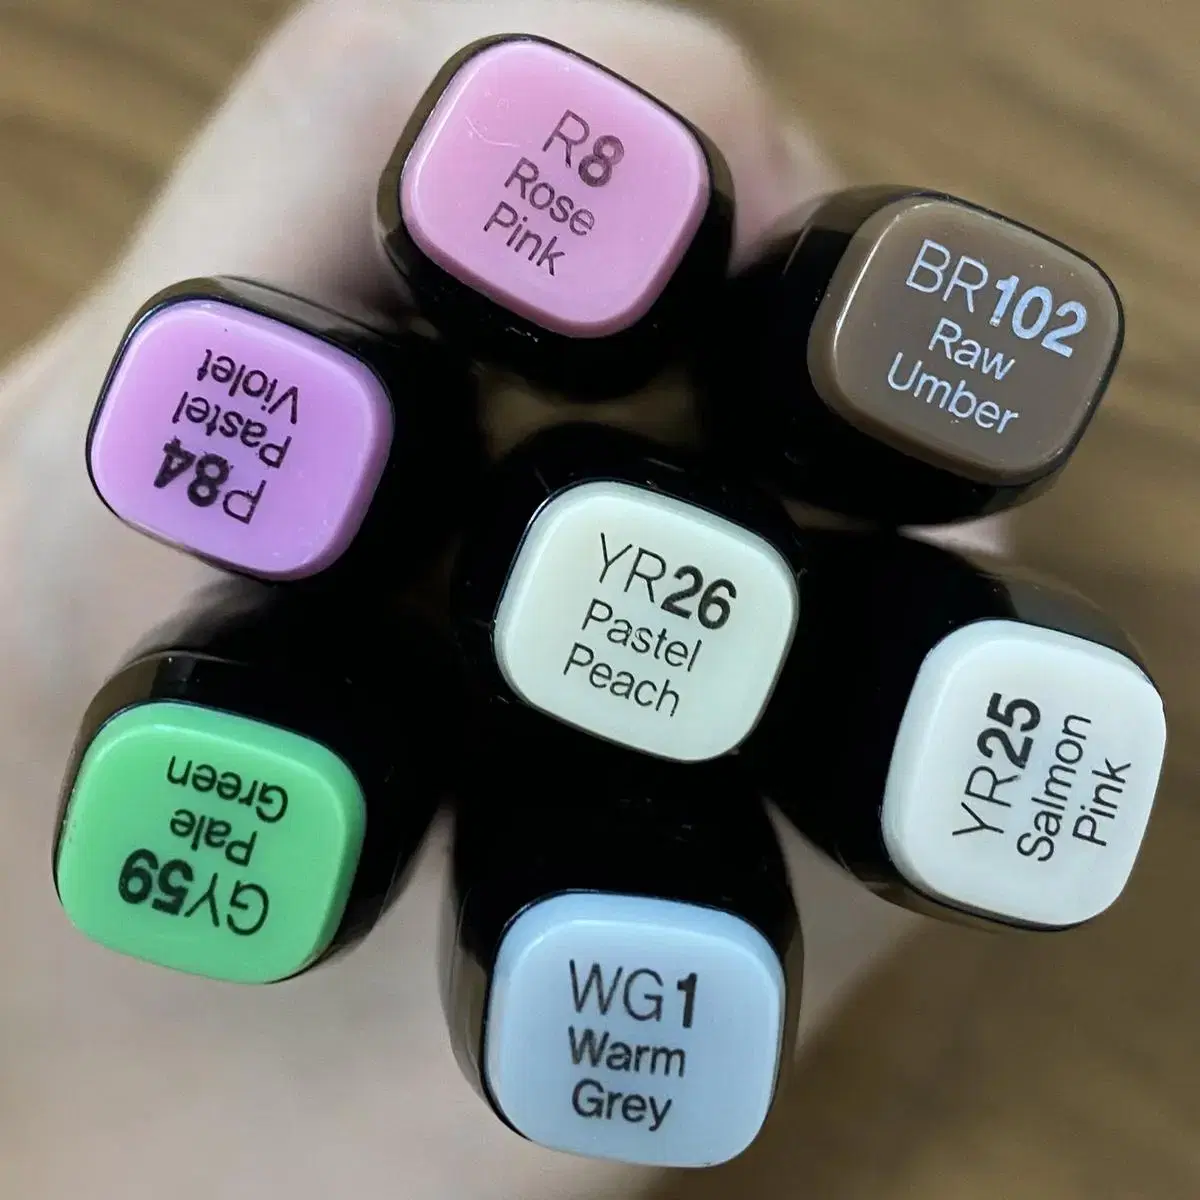 R8
Rose
Pink
BR102
Raw
Umber
P84
Pastel
Violet
YR26
Pastel
Peach
YR25
Salmon
Pink
GY59
Pale
Green
WG1
Warm
Grey